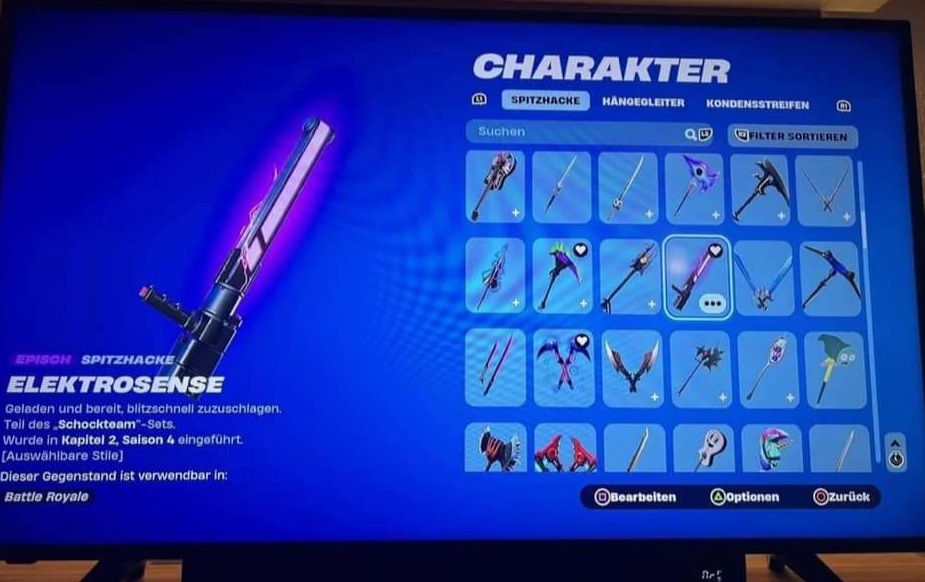 CHARAKTER
L1
SPITZHACKE
HÄNGEGLEITER
KONDENSSTREIFEN
R1
Suchen
FILTER SORTIEREN
EPISCH SPITZHACKE
ELEKTROSENSE
Geladen und bereit, blitzschnell zuzuschlagen.
Teil des „Schockteam“-Sets.
Wurde in Kapitel 2, Saison 4 eingeführt.
[Auswählbare Stile]
Dieser Gegenstand ist verwendbar in:
Battle Royale
Bearbeiten
Optionen
Zurück